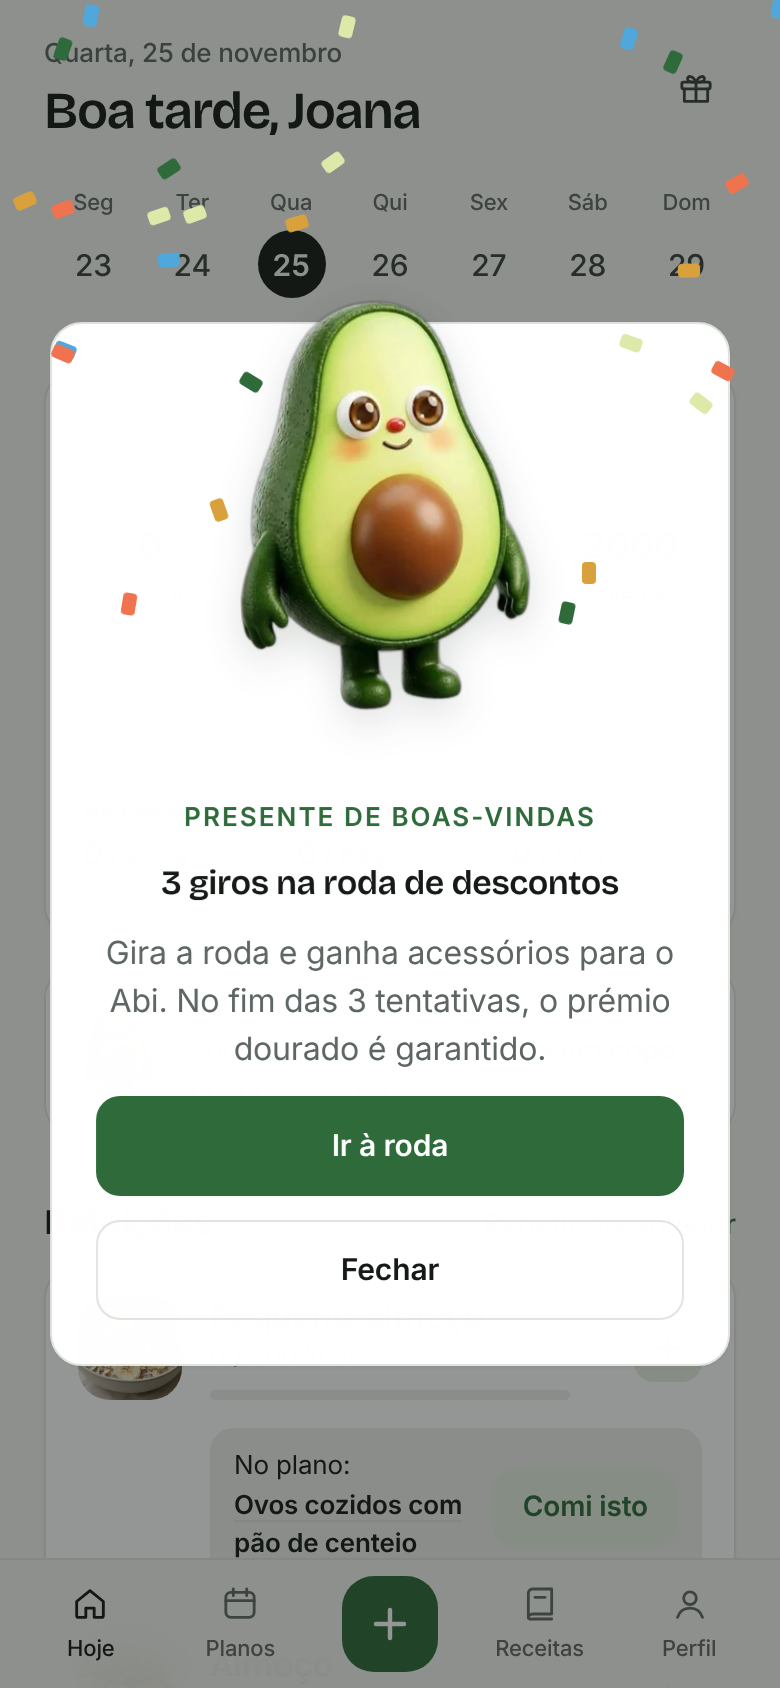 Quarta, 25 de novembro
Boa tarde, Joana
Seg Ter Qua Qui Sex Sáb Dom
23 24 25 26 27 28 29
PRESENTE DE BOAS-VINDAS
3 giros na roda de descontos
Gira a roda e ganha acessórios para o
Abi. No fim das 3 tentativas, o prémio
dourado é garantido.
Ir à roda
Fechar
No plano:
Ovos cozidos com
pão de centeio
Comi isto
Almoço
Hoje Planos Receitas Perfil